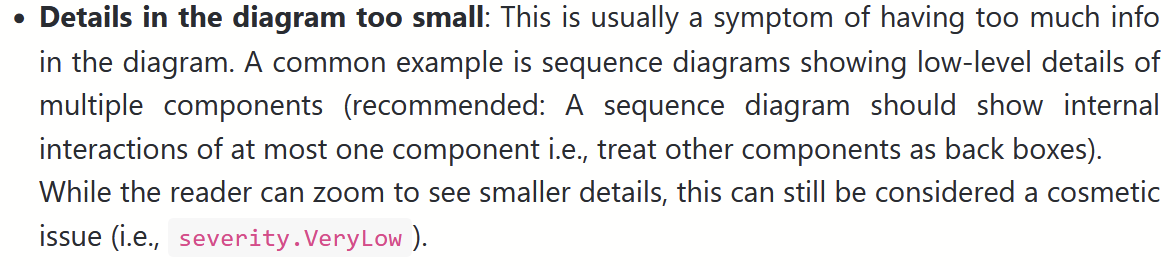 • Details in the diagram too small: This is usually a symptom of having too much info
in the diagram. A common example is sequence diagrams showing low-level details of
multiple components (recommended: A sequence diagram should show internal
interactions of at most one component i.e., treat other components as back boxes).
While the reader can zoom to see smaller details, this can still be considered a cosmetic
issue (i.e., severity.VeryLow ).